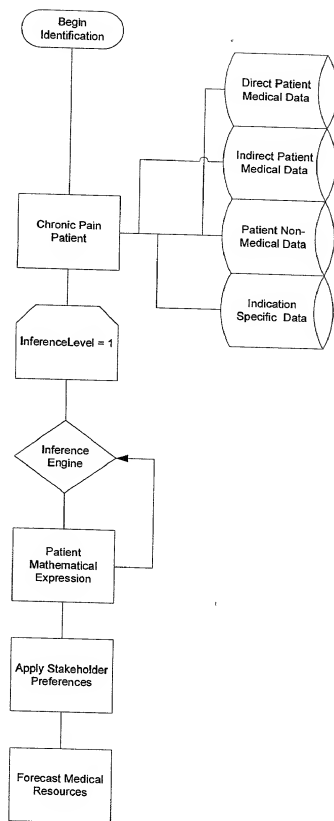 Begin
Identification
Direct Patient
Medical Data
Indirect Patient
Medical Data
Chronic Pain
Patient
Patient Non-
Medical Data
Indication
Specific Data
InferenceLevel = 1
Inference
Engine
Patient
Mathematical
Expression
Apply Stakeholder
Preferences
Forecast Medical
Resources